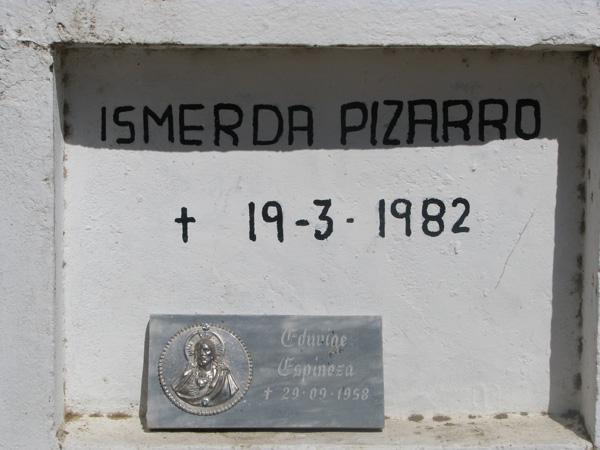 ISMERDA PIZARRO
✝ 19-3-1982
Eduvige
Espinoza
✝ 29·09·1958